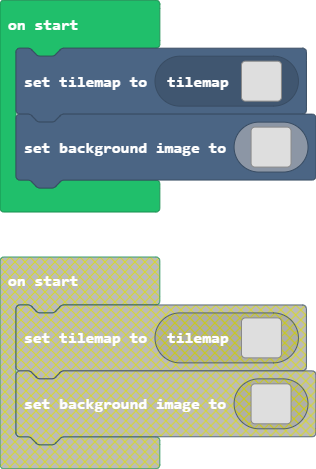 on start
set tilemap to tilemap
set background image to
on start
set tilemap to tilemap
set background image to